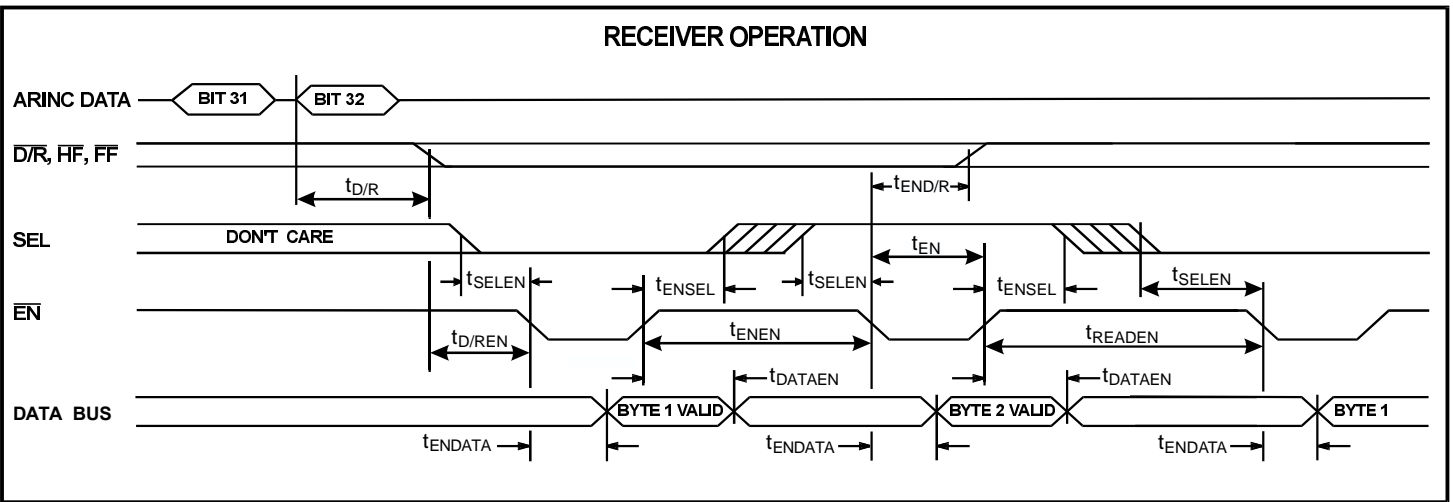 RECEIVER OPERATION
ARINC DATA BIT 31 BIT 32
D/R, HF, FF
tD/R tEND/R
SEL DON'T CARE
tEN
tSELEN tENSEL tSELEN tENSEL tSELEN
EN
tD/REN tENEN tREADEN
tDATAEN tDATAEN
DATA BUS BYTE 1 VALID BYTE 2 VALID BYTE 1
tENDATA tENDATA tENDATA